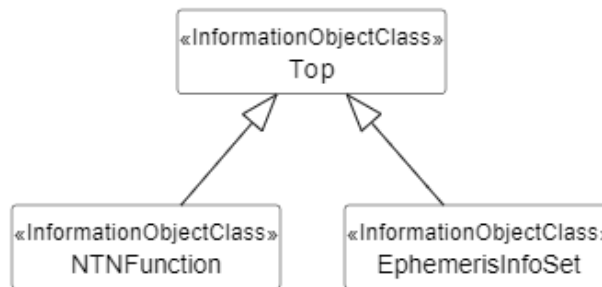 «InformationObjectClass»
Top
«InformationObjectClass»
NTNFunction
«InformationObjectClass»
EphemerisInfoSet